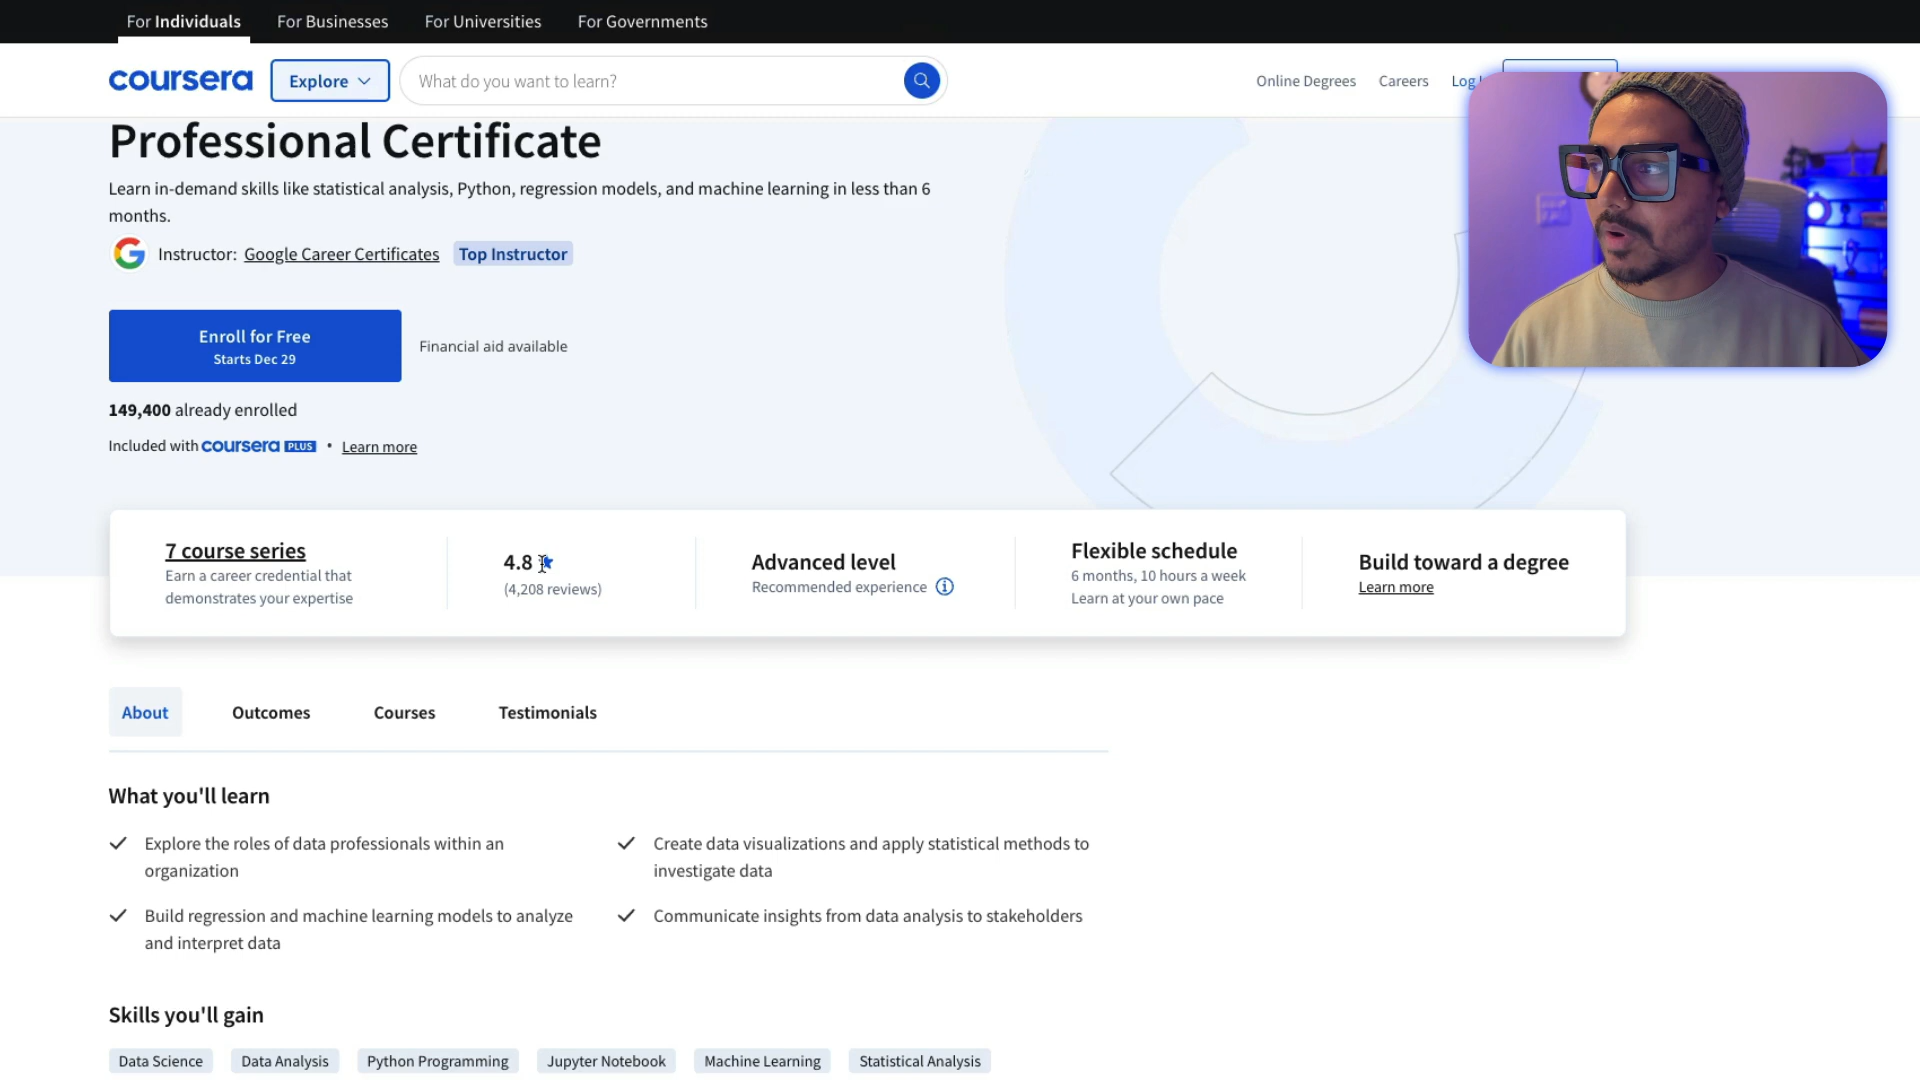 For Individuals
For Businesses
For Universities
For Governments
coursera
Explore
What do you want to learn?
Online Degrees
Careers
Log
Professional Certificate
Learn in-demand skills like statistical analysis, Python, regression models, and machine learning in less than 6
months.
Instructor: Google Career Certificates
Top Instructor
Enroll for Free
Starts Dec 29
Financial aid available
149,400 already enrolled
Included with coursera PLUS • Learn more
7 course series
Earn a career credential that
demonstrates your expertise
4.8
(4,208 reviews)
Advanced level
Recommended experience
Flexible schedule
6 months, 10 hours a week
Learn at your own pace
Build toward a degree
Learn more
About
Outcomes
Courses
Testimonials
What you'll learn
Explore the roles of data professionals within an
organization
Create data visualizations and apply statistical methods to
investigate data
Build regression and machine learning models to analyze
and interpret data
Communicate insights from data analysis to stakeholders
Skills you'll gain
Data Science
Data Analysis
Python Programming
Jupyter Notebook
Machine Learning
Statistical Analysis